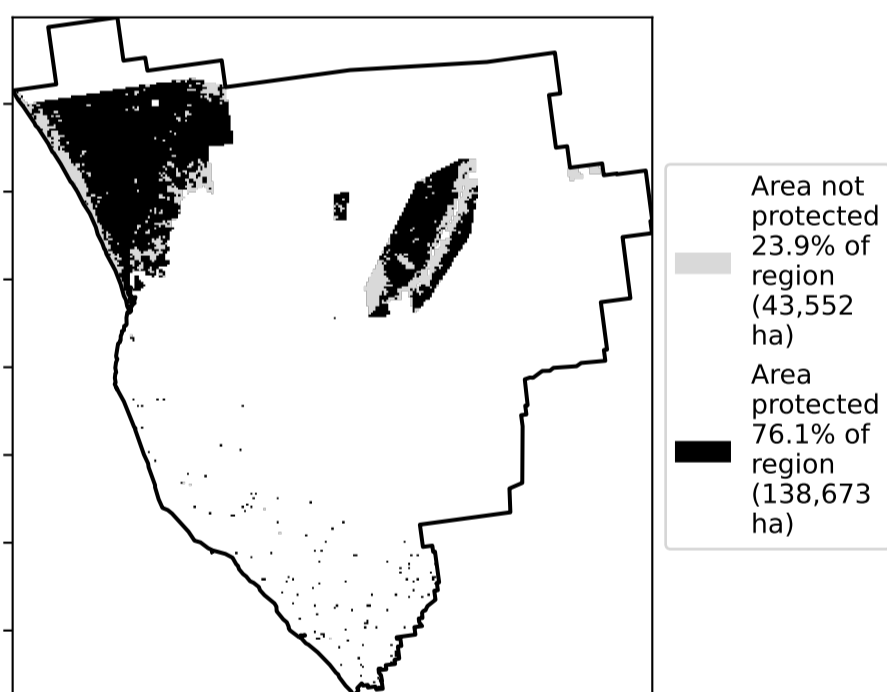 Area not
protected
23.9% of
region
(43,552
ha)
Area
protected
76.1% of
region
(138,673
ha)